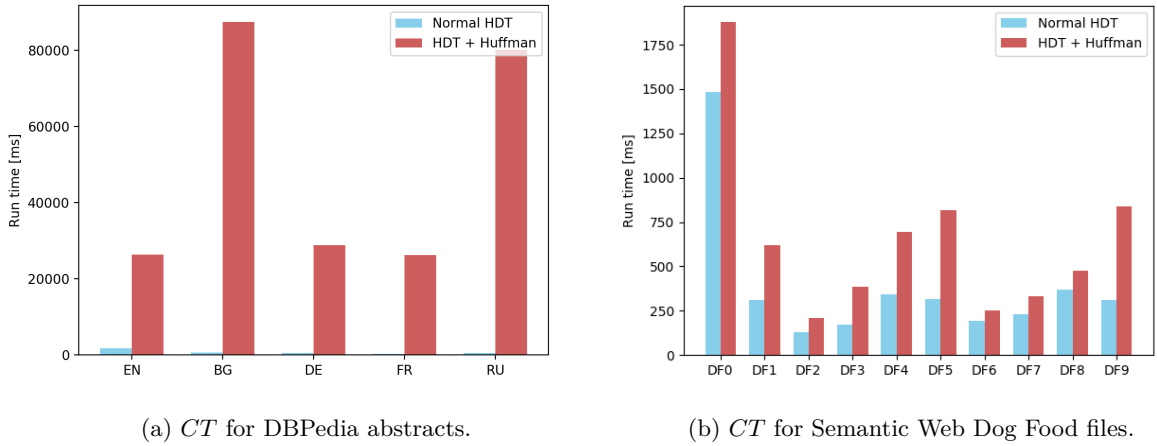 Normal HDT
HDT + Huffman
Run time [ms]
80000
60000
40000
20000
0
EN BG DE FR RU
(a) CT for DBPedia abstracts.
Normal HDT
HDT + Huffman
Run time [ms]
1750
1500
1250
1000
750
500
250
0
DF0 DF1 DF2 DF3 DF4 DF5 DF6 DF7 DF8 DF9
(b) CT for Semantic Web Dog Food files.